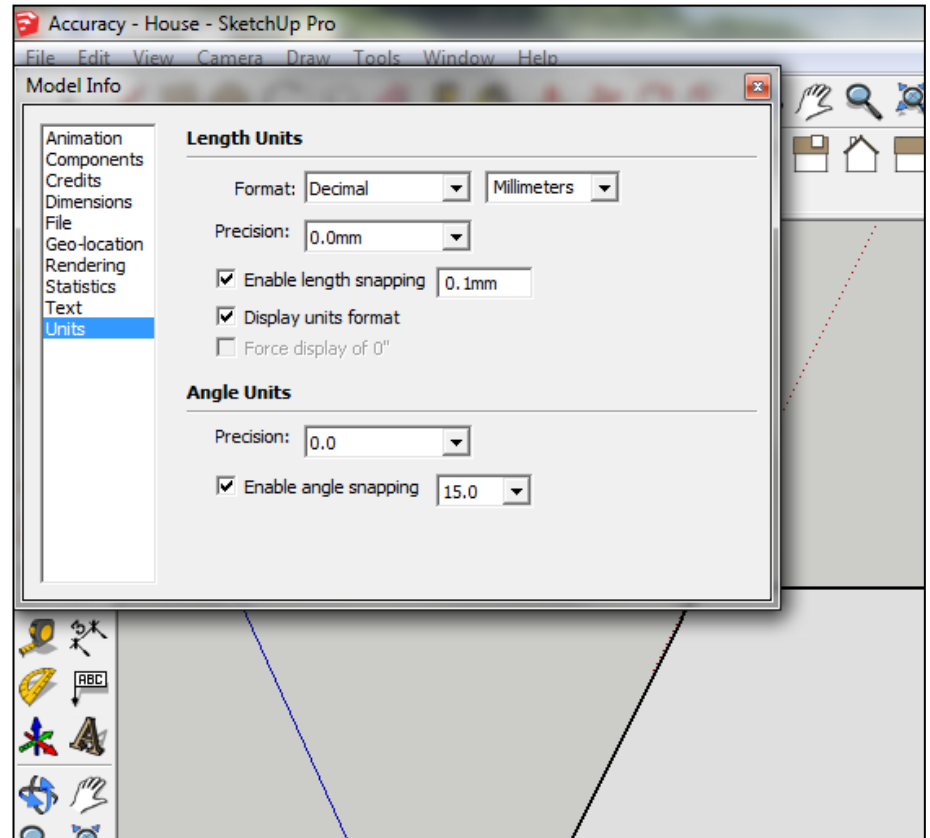 Accuracy - House - SketchUp Pro
File Edit View Camera Draw Tools Window Help
Model Info
Animation
Components
Credits
Dimensions
File
Geo-location
Rendering
Statistics
Text
Units
Length Units
Format: Decimal Millimeters
Precision: 0.0mm
Enable length snapping 0.1mm
Display units format
Force display of 0"
Angle Units
Precision: 0.0
Enable angle snapping 15.0
ABC